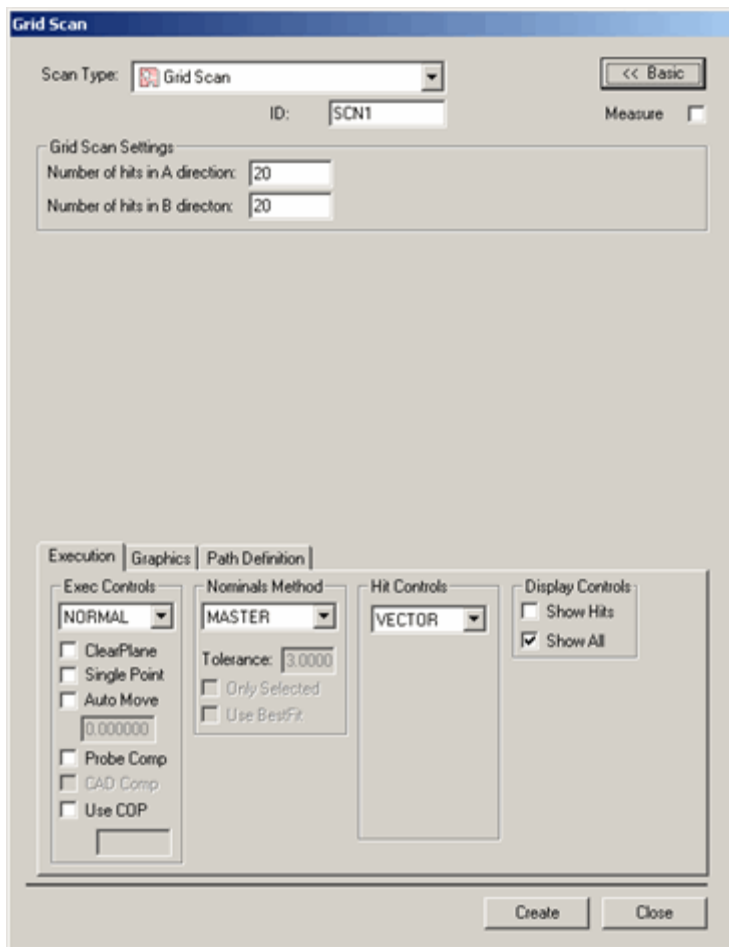 Grid Scan
Scan Type: Grid Scan << Basic
ID: SCN1 Measure
Grid Scan Settings
Number of hits in A direction: 20
Number of hits in B directon: 20
Execution Graphics Path Definition
Exec Controls
NORMAL
ClearPlane
Single Point
Auto Move
0.000000
Probe Comp
CAD Comp
Use COP
Nominals Method
MASTER
Tolerance: 3.0000
Only Selected
Use BestFit
Hit Controls
VECTOR
Display Controls
Show Hits
Show All
Create Close